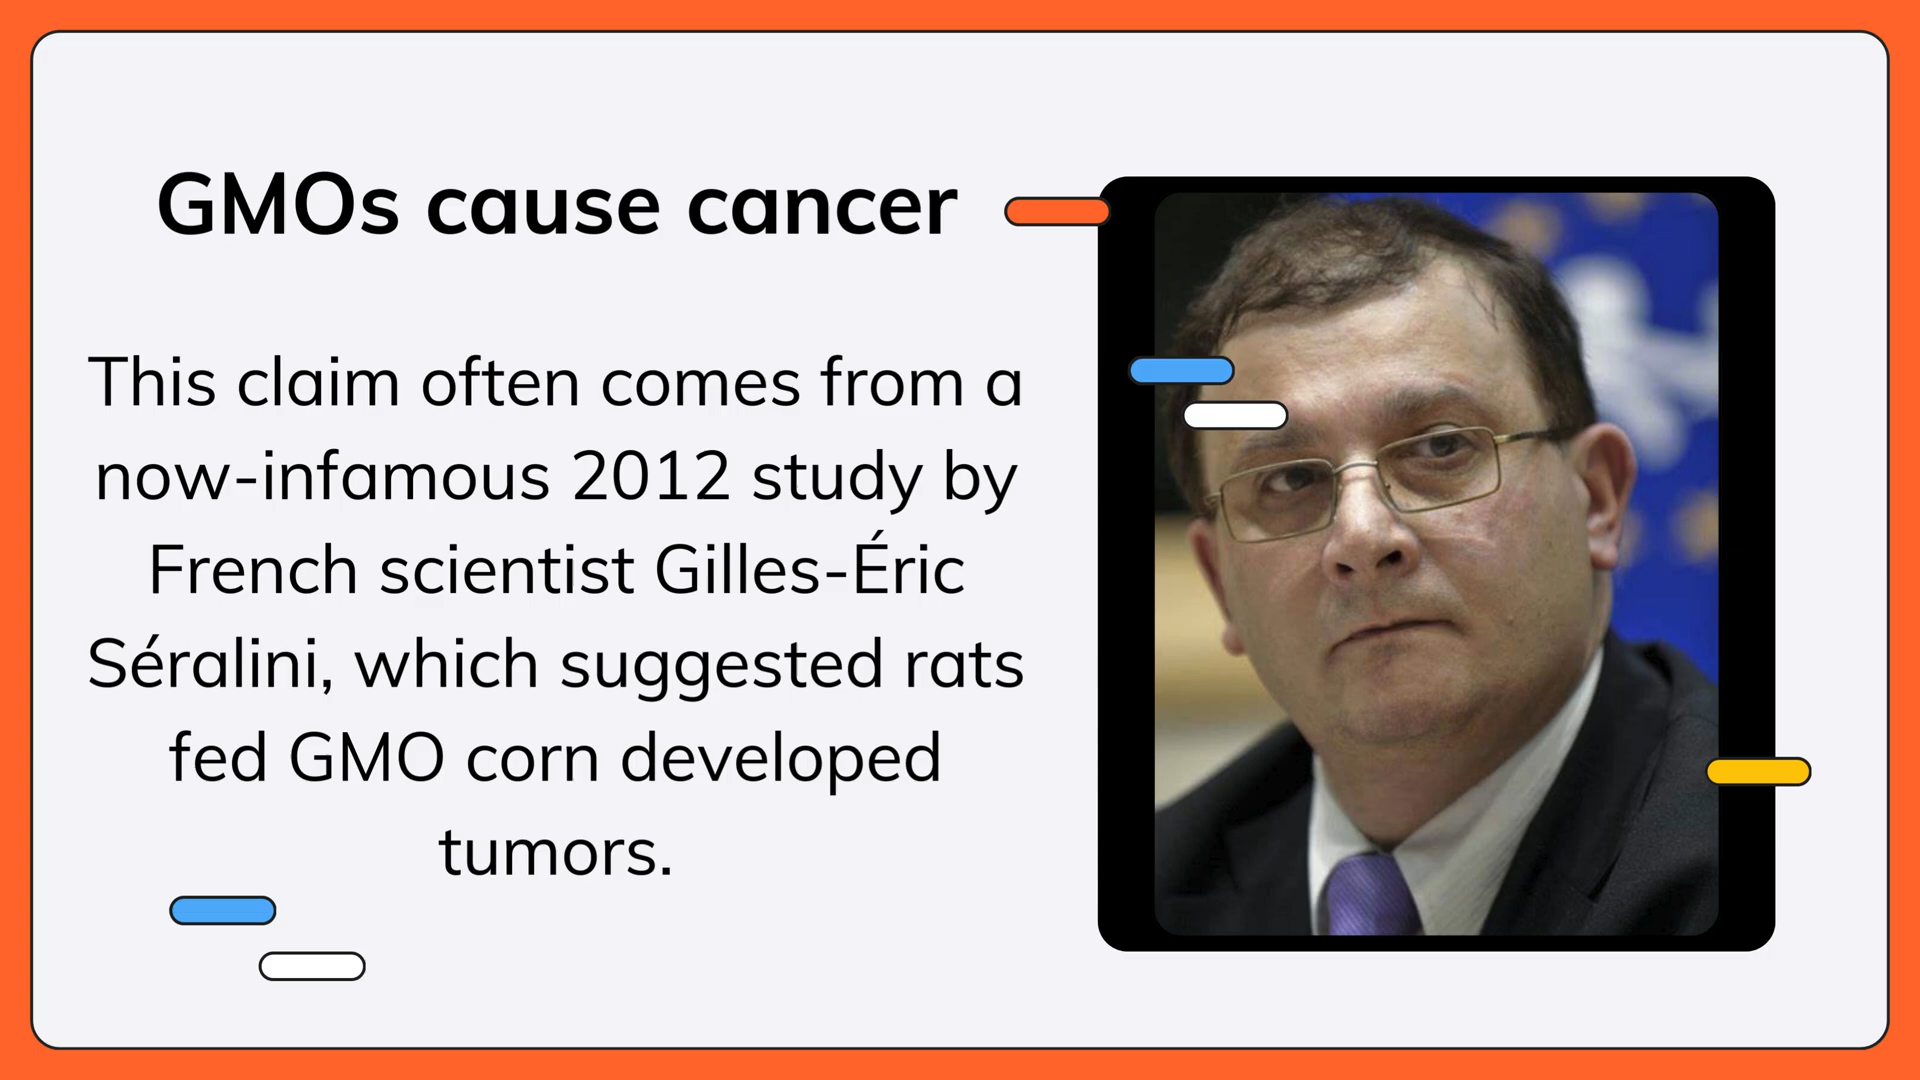 GMOs cause cancer
This claim often comes from a
now-infamous 2012 study by
French scientist Gilles-Éric
Séralini, which suggested rats
fed GMO corn developed
tumors.